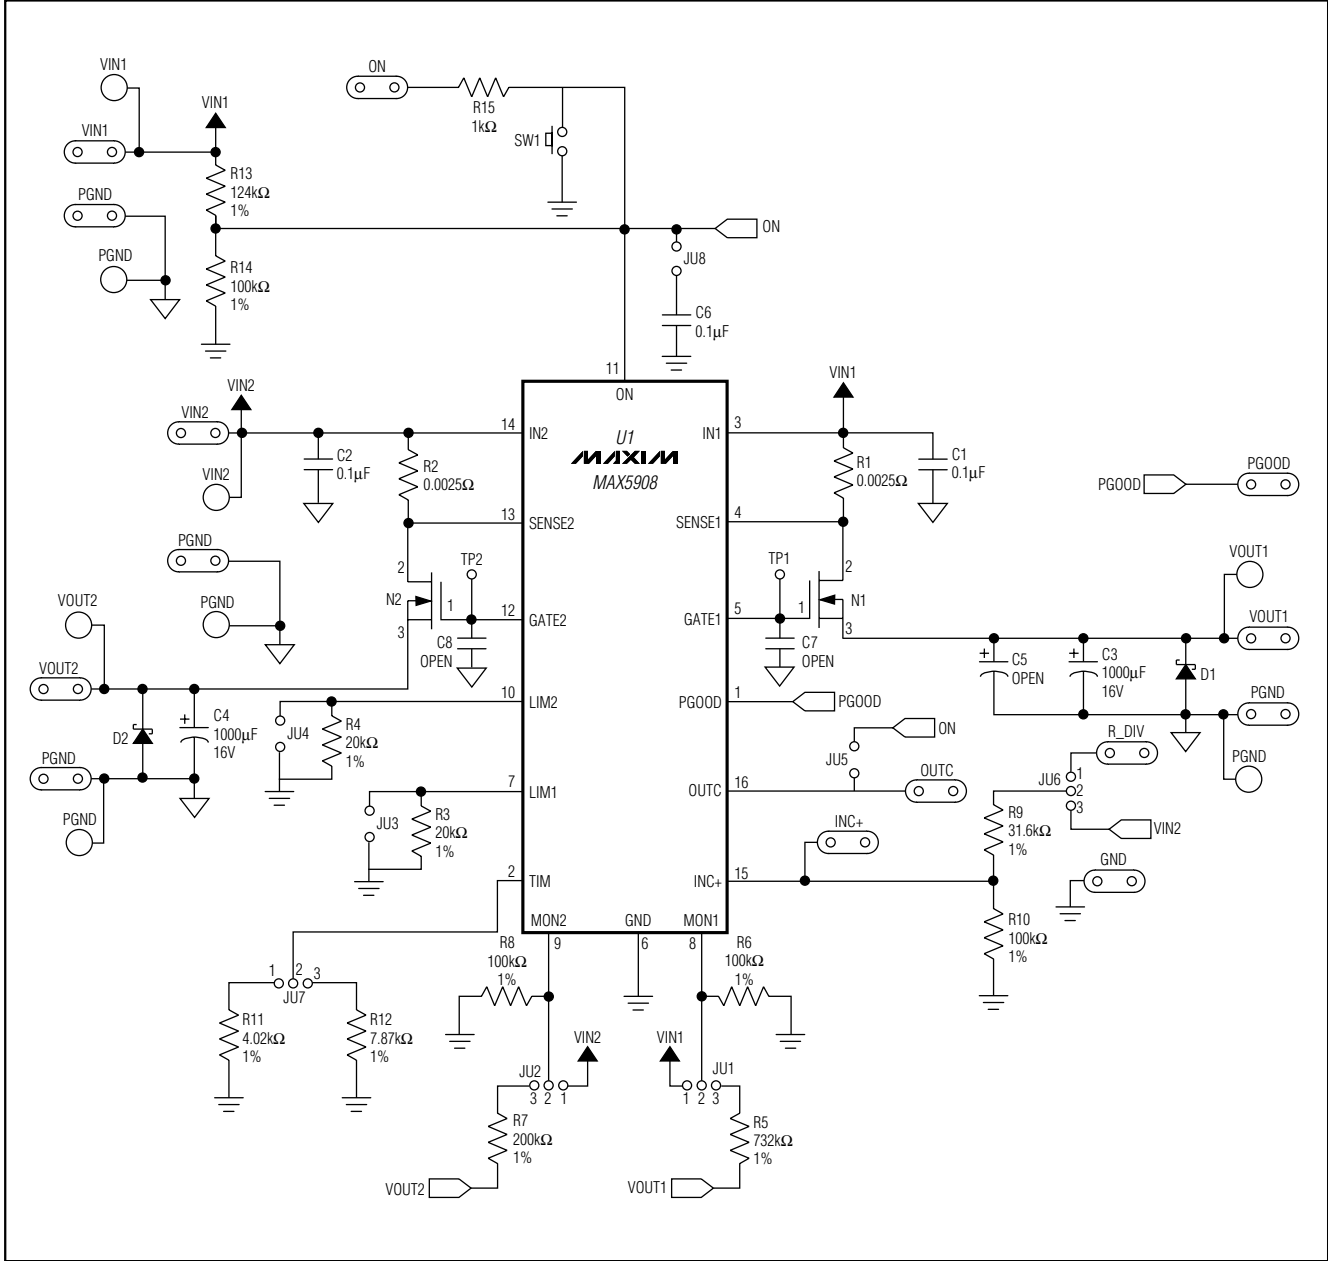 VIN1
VIN1
VIN1
PGND
PGND
R13
124kΩ
1%
R14
100kΩ
1%
ON
R15
1kΩ
SW1
ON
JU8
C6
0.1µF
11
ON
U1
MAXIM
MAX5908
VIN2
VIN2
VIN2
C2
0.1µF
R2
0.0025Ω
14
IN2
13
SENSE2
PGND
PGND
TP2
2
N2
1
3
12
GATE2
C8
OPEN
VOUT2
VOUT2
D2
+
C4
1000µF
16V
PGND
PGND
10
LIM2
JU4
R4
20kΩ
1%
7
LIM1
JU3
R3
20kΩ
1%
2
TIM
1
2
3
JU7
R11
4.02kΩ
1%
R12
7.87kΩ
1%
MON2
9
GND
6
MON1
8
R8
100kΩ
1%
R6
100kΩ
1%
VIN2
JU2
3
2
1
R7
200kΩ
1%
VOUT2
VIN1
JU1
1
2
3
R5
732kΩ
1%
VOUT1
VIN1
IN1
3
R1
0.0025Ω
C1
0.1µF
SENSE1
4
TP1
2
N1
1
3
GATE1
5
C7
OPEN
PGOOD
PGOOD
VOUT1
VOUT1
+
C5
OPEN
+
C3
1000µF
16V
D1
PGND
PGND
PGOOD
1
PGOOD
ON
JU5
OUTC
16
OUTC
R_DIV
JU6
1
2
3
VIN2
R9
31.6kΩ
1%
INC+
INC+
15
GND
R10
100kΩ
1%